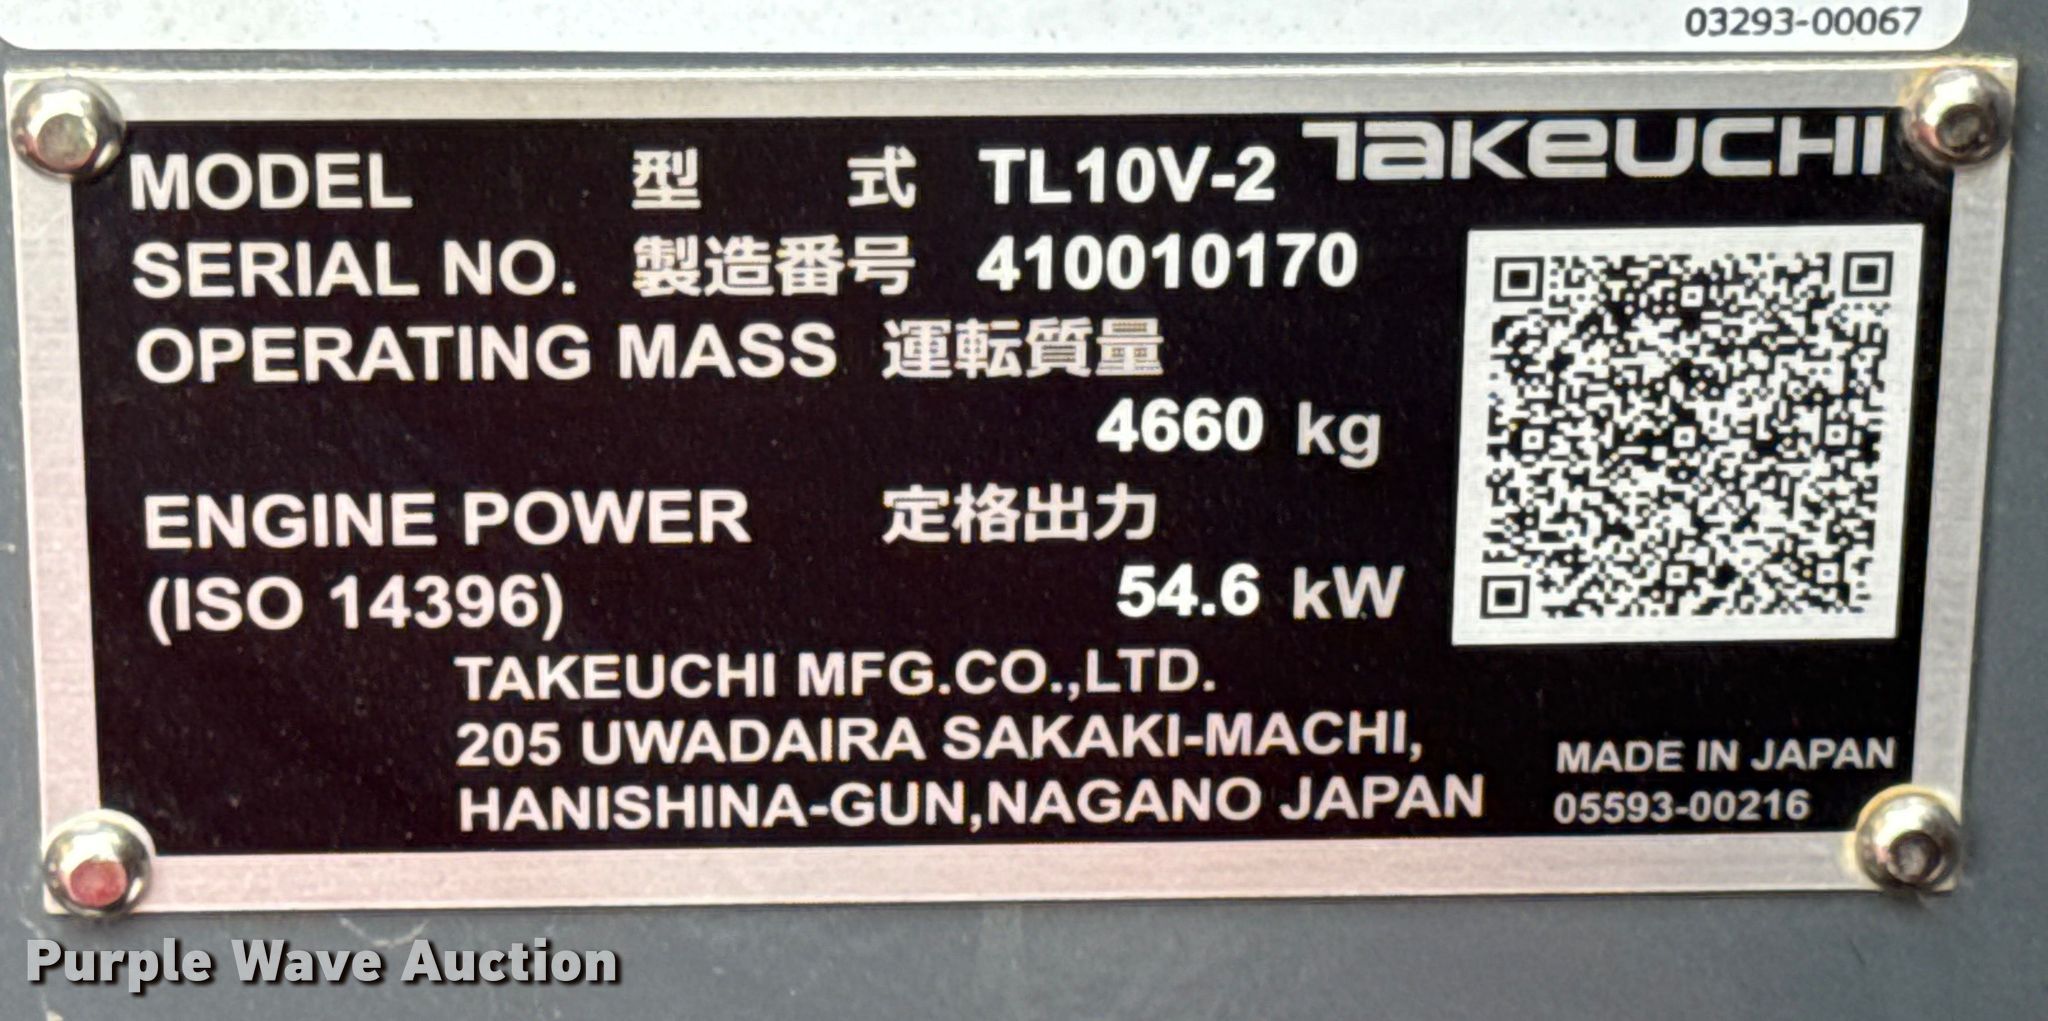 03293-00067
MODEL 型 式 TL10V-2 TAKEUCHI
SERIAL NO. 製造番号 410010170
OPERATING MASS 運転質量
4660 kg
ENGINE POWER 定格出力
(ISO 14396) 54.6 kW
TAKEUCHI MFG.CO.,LTD.
205 UWADAIRA SAKAKI-MACHI,
HANISHINA-GUN,NAGANO JAPAN
MADE IN JAPAN
05593-00216
Purple Wave Auction